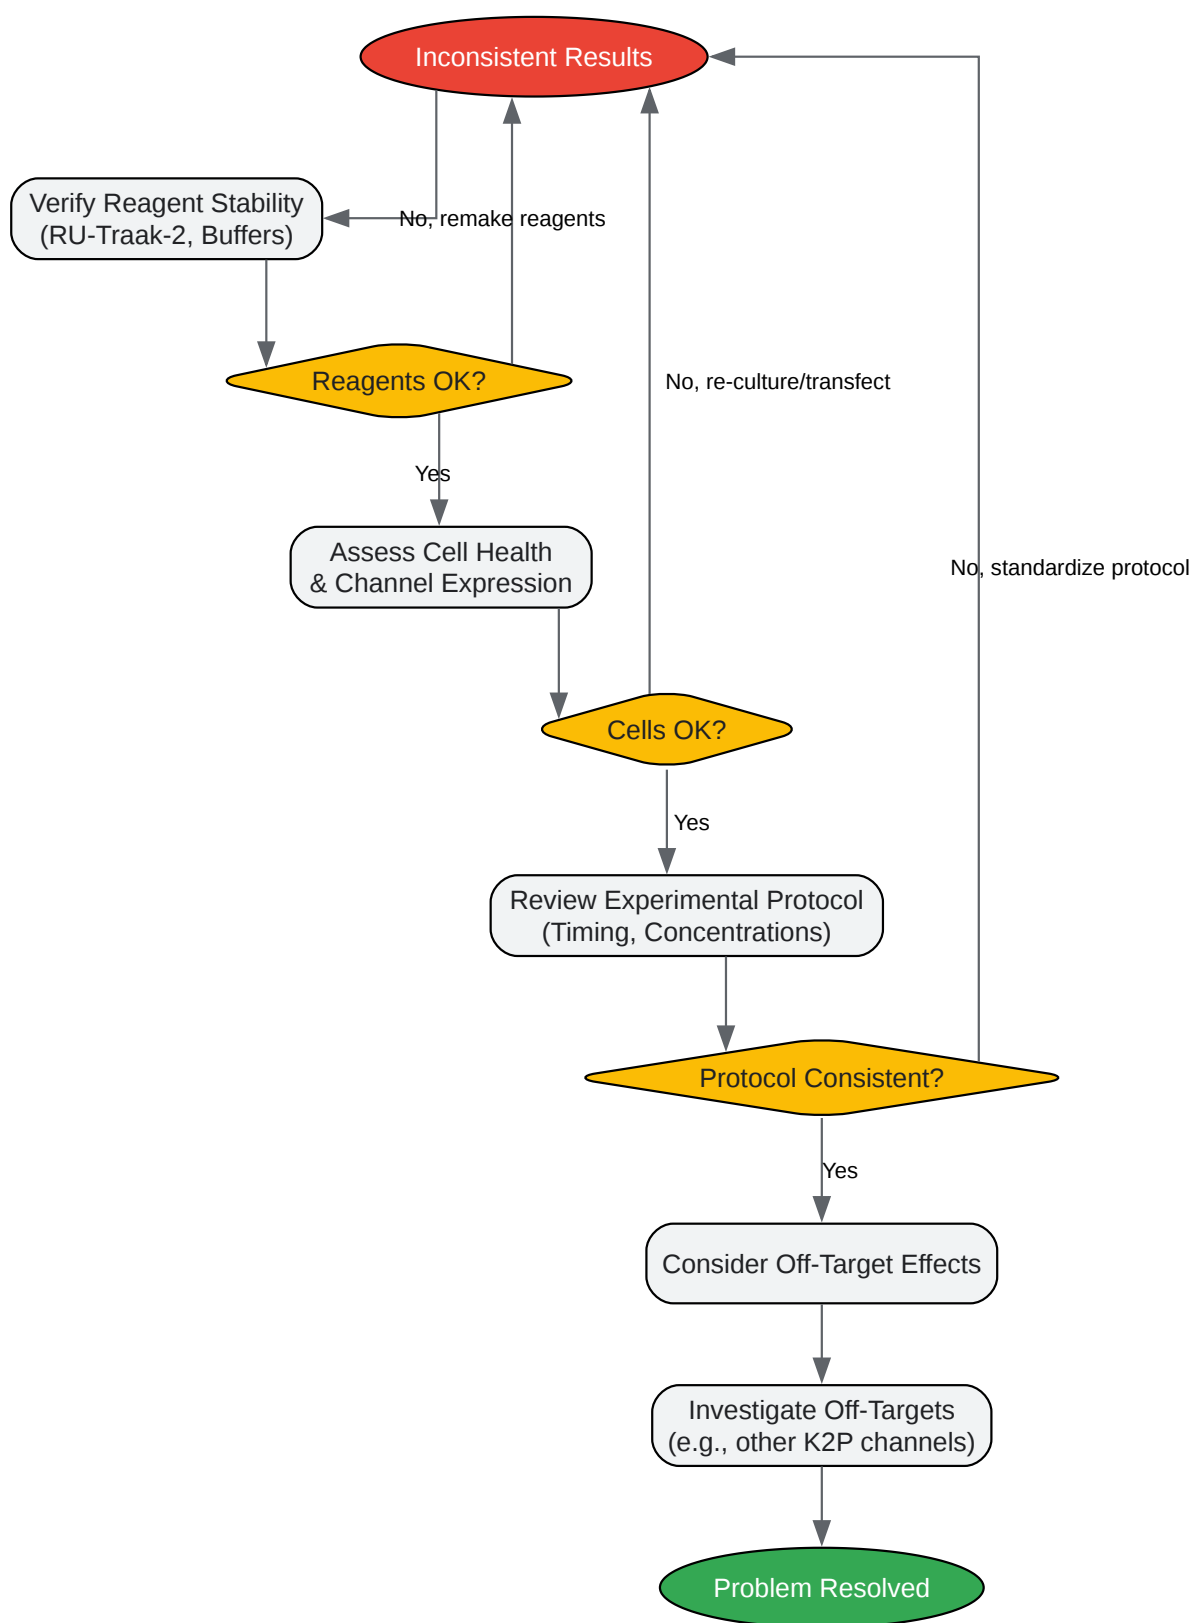 Inconsistent Results
Verify Reagent Stability
(RU-Traak-2, Buffers)
No, remake reagents
Reagents OK?
No, re-culture/transfect
Yes
Assess Cell Health
& Channel Expression
No, standardize protocol
Cells OK?
Yes
Review Experimental Protocol
(Timing, Concentrations)
Protocol Consistent?
Yes
Consider Off-Target Effects
Investigate Off-Targets
(e.g., other K2P channels)
Problem Resolved